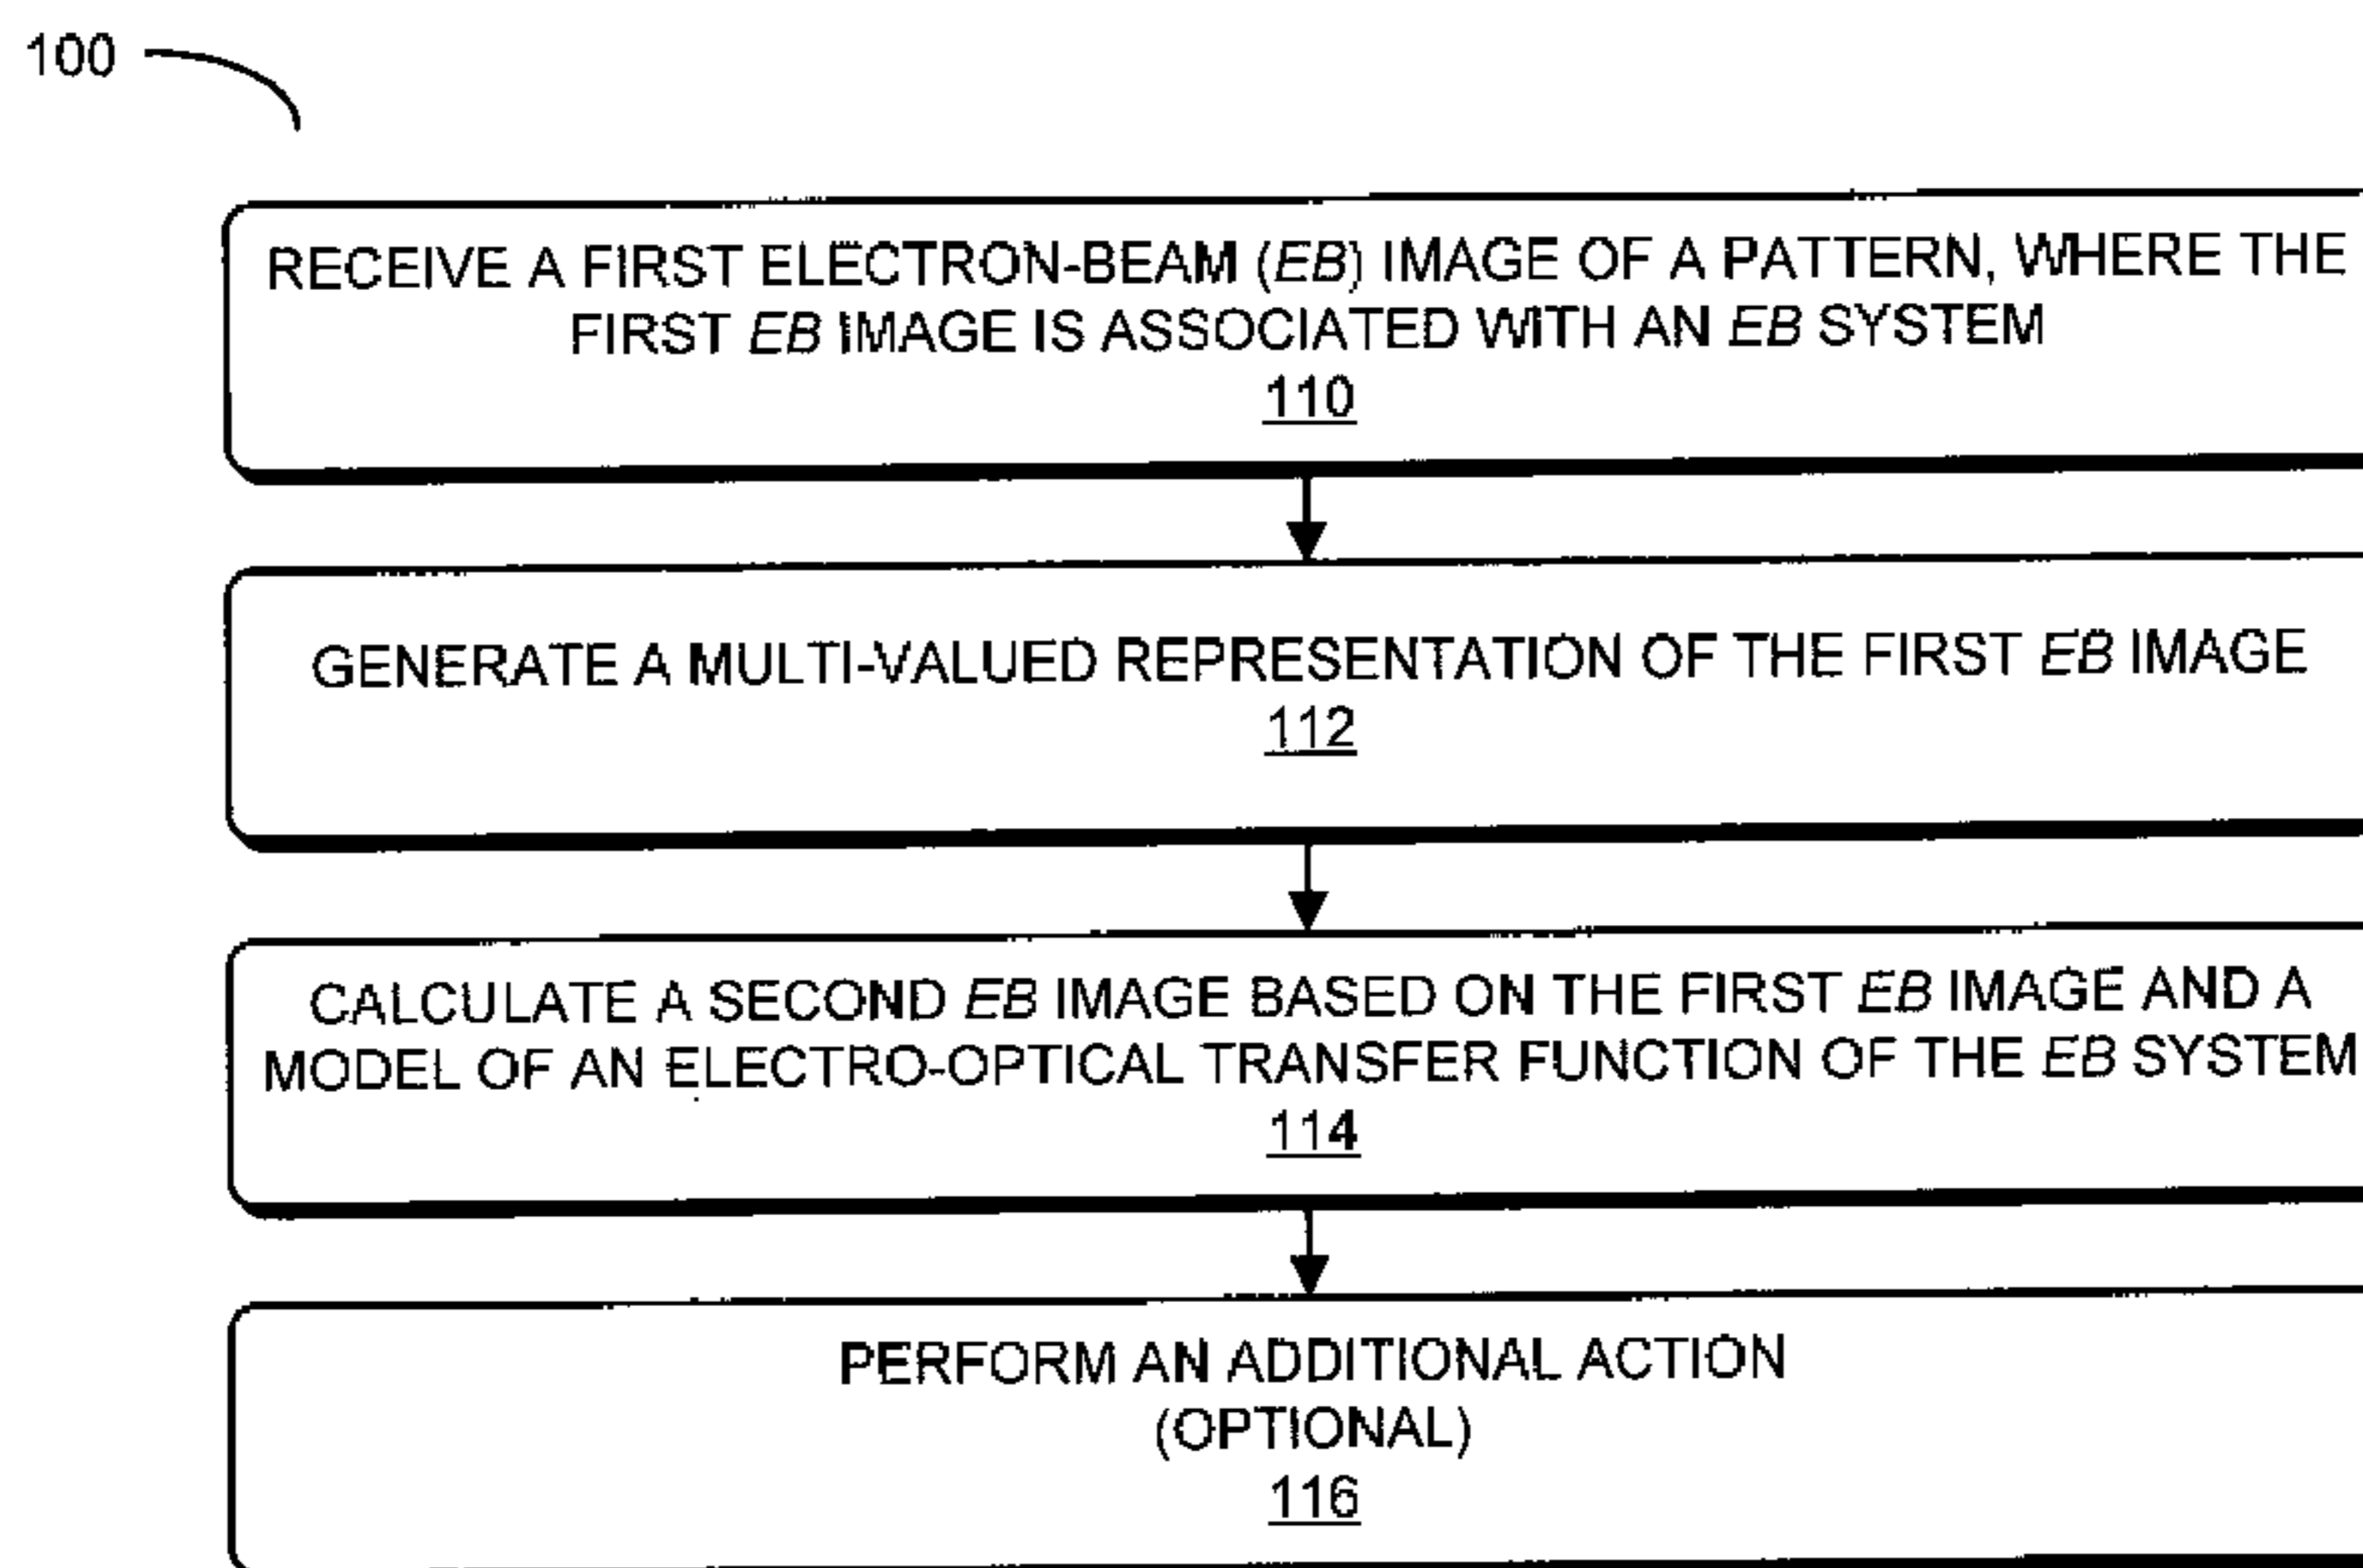 100
RECEIVE A FIRST ELECTRON-BEAM (EB) IMAGE OF A PATTERN, WHERE THE
FIRST EB IMAGE IS ASSOCIATED WITH AN EB SYSTEM
110
GENERATE A MULTI-VALUED REPRESENTATION OF THE FIRST EB IMAGE
112
CALCULATE A SECOND EB IMAGE BASED ON THE FIRST EB IMAGE AND A
MODEL OF AN ELECTRO-OPTICAL TRANSFER FUNCTION OF THE EB SYSTEM
114
PERFORM AN ADDITIONAL ACTION
(OPTIONAL)
116